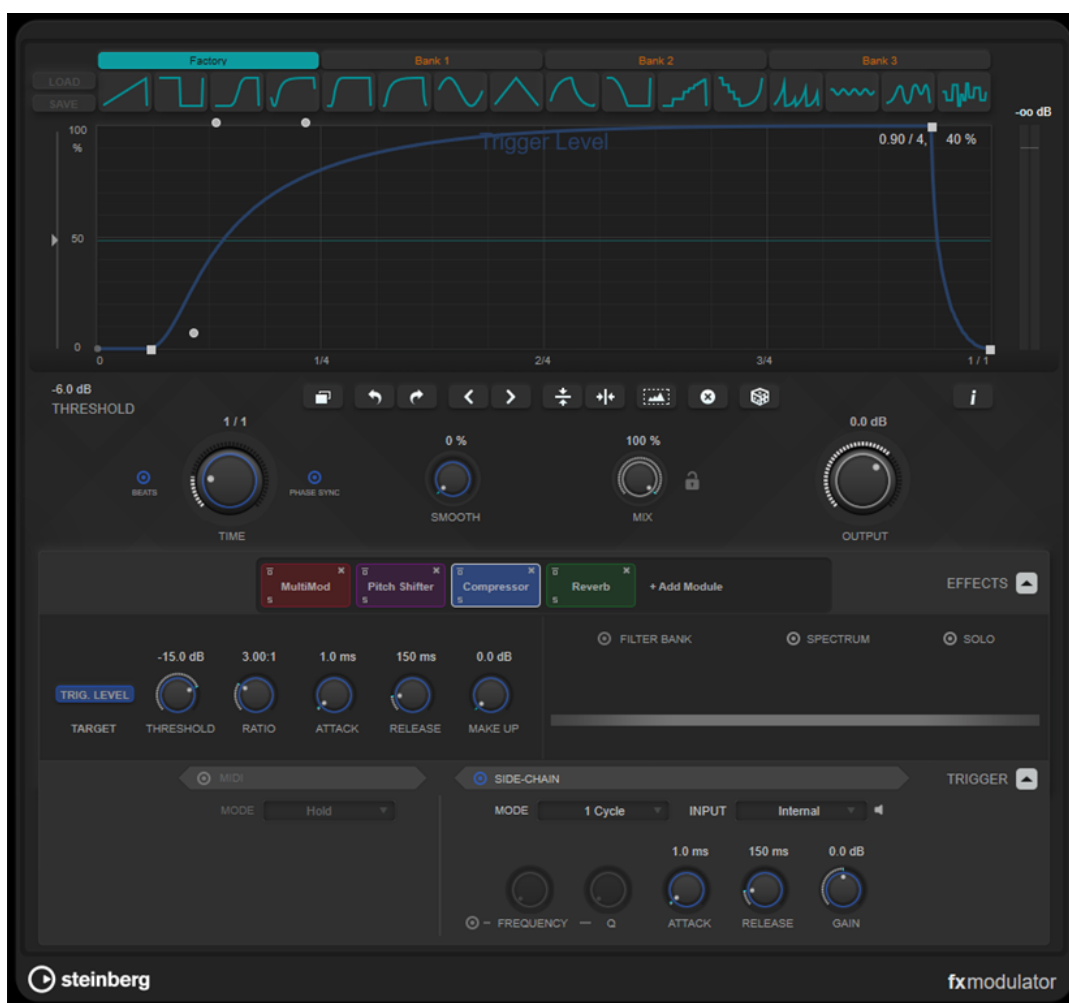 Factory Bank 1 Bank 2 Bank 3
LOAD
SAVE
-oo dB
100
%
Trigger Level
0.90 / 4, 40 %
50
0
0 1/4 2/4 3/4 1 / 1
-6.0 dB
THRESHOLD
i
1 / 1
0 %
100 %
0.0 dB
BEATS
PHASE SYNC
TIME
SMOOTH
MIX
OUTPUT
MultiMod Pitch Shifter Compressor Reverb + Add Module
S S S S
EFFECTS
FILTER BANK SPECTRUM SOLO
-15.0 dB 3.00:1 1.0 ms 150 ms 0.0 dB
TRIG. LEVEL
TARGET THRESHOLD RATIO ATTACK RELEASE MAKE UP
MIDI SIDE-CHAIN TRIGGER
MODE Hold MODE 1 Cycle INPUT Internal
1.0 ms 150 ms 0.0 dB
FREQUENCY Q ATTACK RELEASE GAIN
steinberg fxmodulator